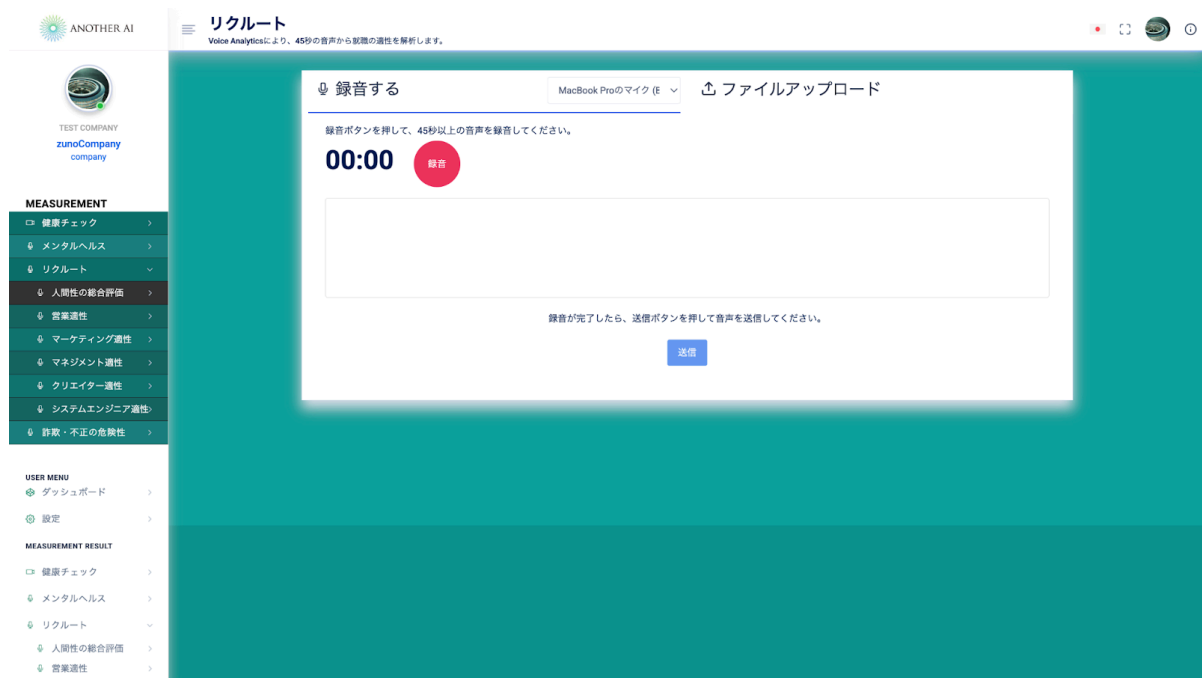 ANOTHER AI
リクルート
Voice Analyticsにより、45秒の音声から就職の適性を解析します。
TEST COMPANY
zunoCompany
company
MEASUREMENT
健康チェック
メンタルヘルス
リクルート
人間性の総合評価
営業適性
マーケティング適性
マネジメント適性
クリエイター適性
システムエンジニア適性
詐欺・不正の危険性
USER MENU
ダッシュボード
設定
MEASUREMENT RESULT
健康チェック
メンタルヘルス
リクルート
人間性の総合評価
営業適性
録音する
MacBook Proのマイク (
ファイルアップロード
録音ボタンを押して、45秒以上の音声を録音してください。
00:00
録音
録音が完了したら、送信ボタンを押して音声を送信してください。
送信